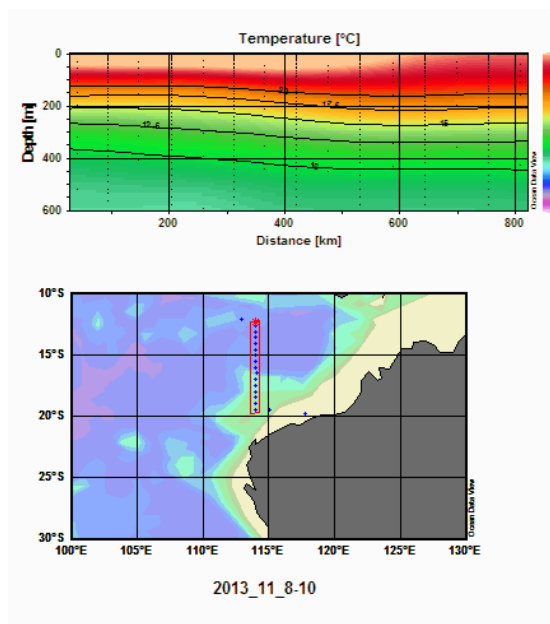 Temperature [°C]
0
200
400
600
Depth [m]
20
17.5
15
12.5
10
200
400
600
800
Distance [km]
Ocean Data View
10°S
15°S
20°S
25°S
30°S
100°E
105°E
110°E
115°E
120°E
125°E
130°E
Ocean Data View
2013_11_8-10